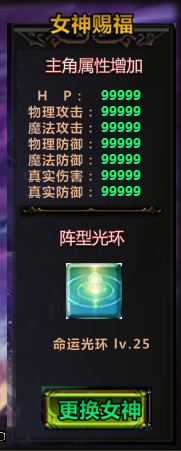 女神赐福
主角属性增加
H P： 99999
物理攻击： 99999
魔法攻击： 99999
物理防御： 99999
魔法防御： 99999
真实伤害： 99999
真实防御： 99999
阵型光环
命运光环 lv.25
更换女神